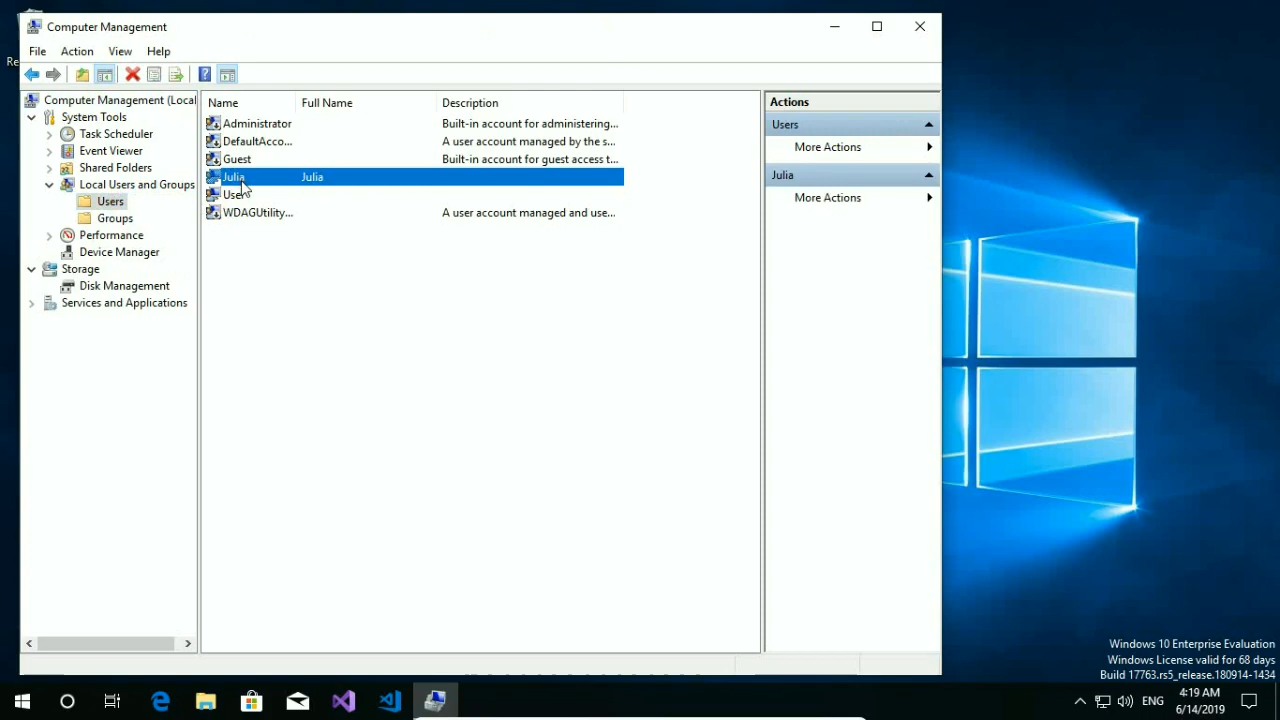 Computer Management
File Action View Help
Computer Management (Local
System Tools
Task Scheduler
Event Viewer
Shared Folders
Local Users and Groups
Users
Groups
Performance
Device Manager
Storage
Disk Management
Services and Applications
Name Full Name Description
Administrator Built-in account for administering...
DefaultAcco... A user account managed by the s...
Guest Built-in account for guest access t...
Julia Julia
User
WDAGUtility... A user account managed and use...
Actions
Users
More Actions
Julia
More Actions
Windows 10 Enterprise Evaluation
Windows License valid for 68 days
Build 17763.rs5_release.180914-1434
ENG
4:19 AM
6/14/2019